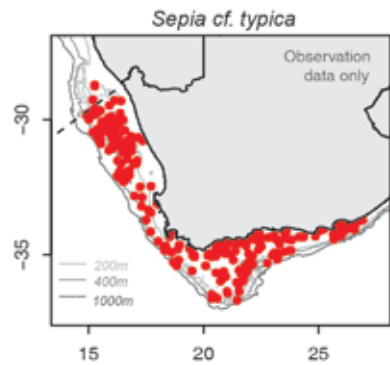 Sepia cf. typica
Observation
data only
−30
−35
200m
400m
1000m
15
20
25